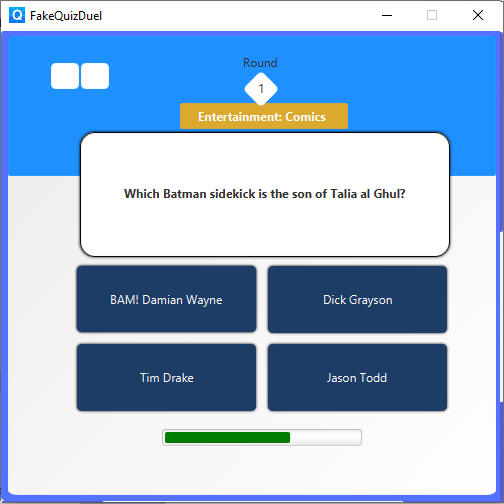 FakeQuizDuel
Round
1
Entertainment: Comics
Which Batman sidekick is the son of Talia al Ghul?
BAM! Damian Wayne
Dick Grayson
Tim Drake
Jason Todd